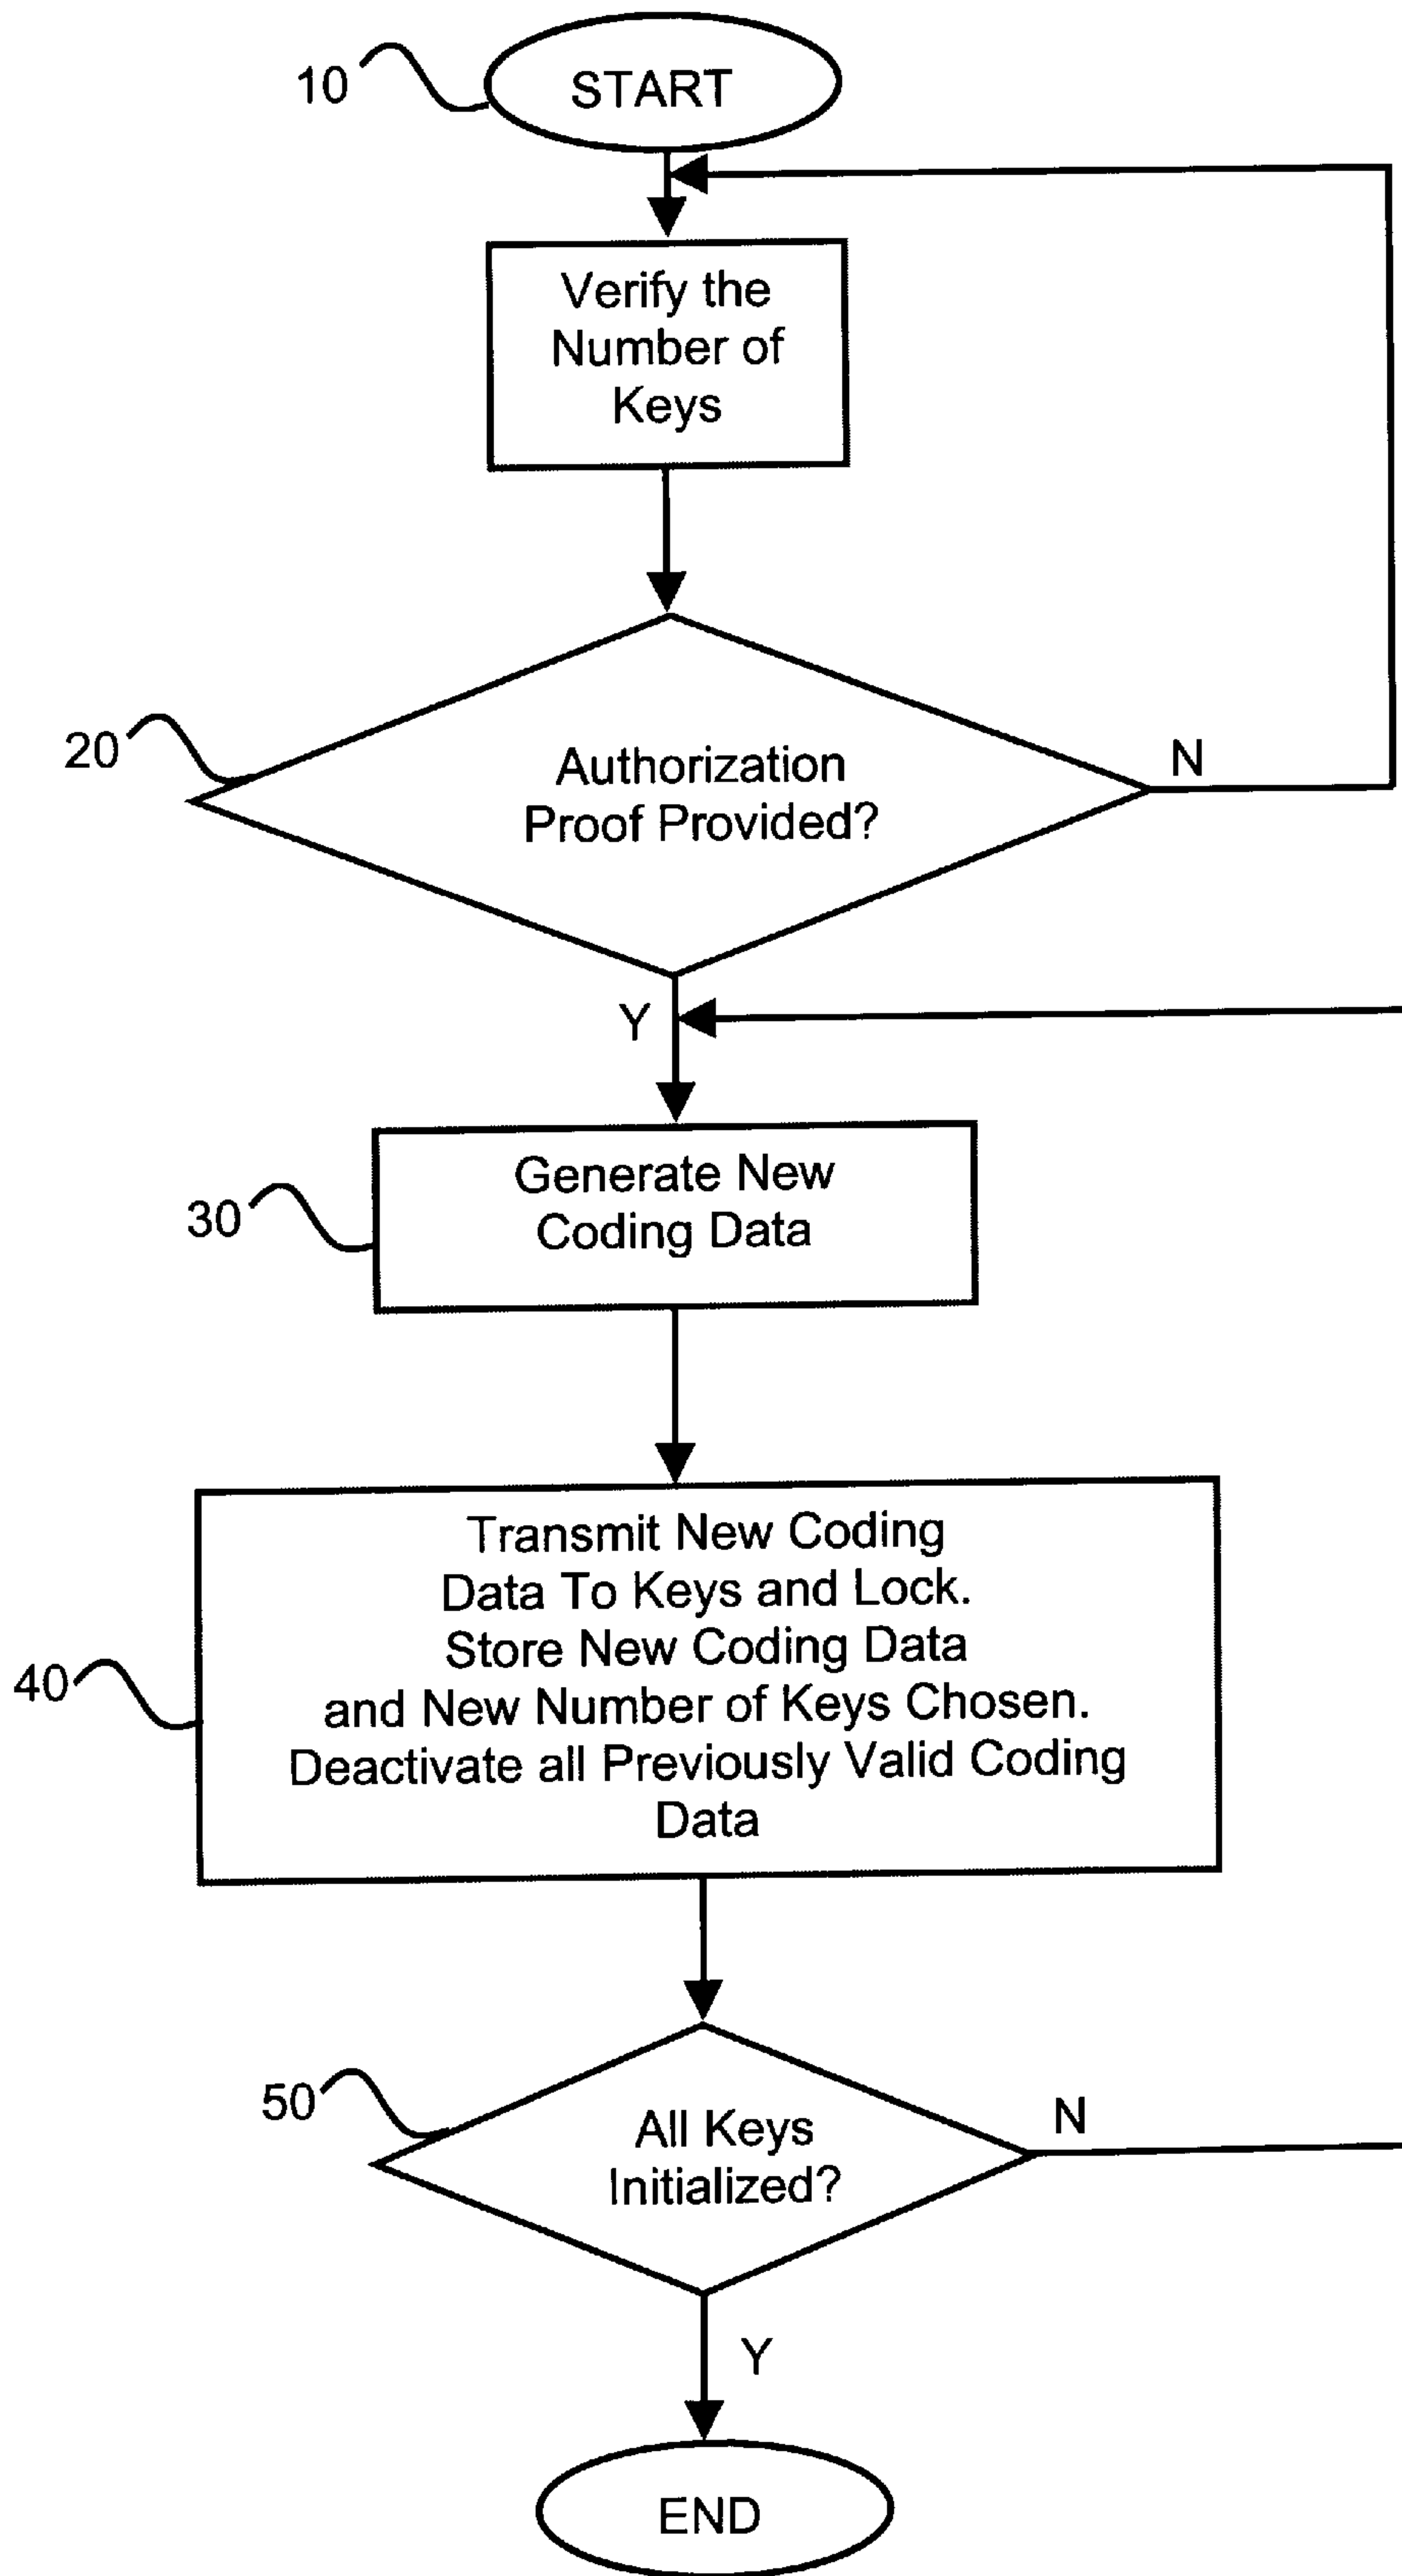 10
START
Verify the
Number of
Keys
20
Authorization
Proof Provided?
N
Y
30
Generate New
Coding Data
40
Transmit New Coding
Data To Keys and Lock.
Store New Coding Data
and New Number of Keys Chosen.
Deactivate all Previously Valid Coding
Data
50
All Keys
Initialized?
N
Y
END